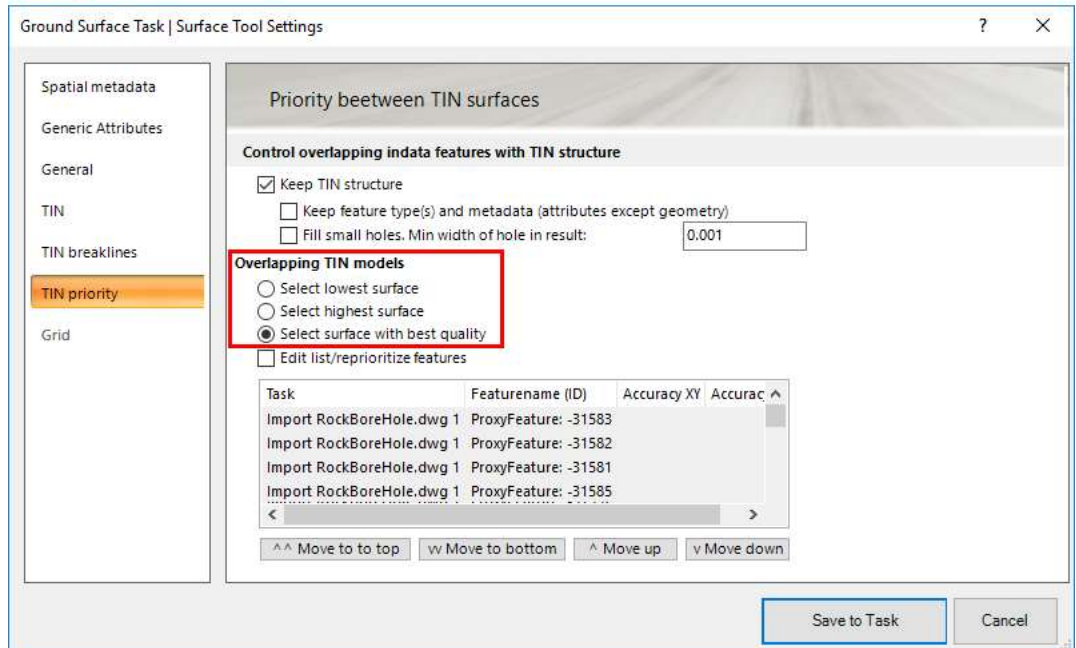 Ground Surface Task | Surface Tool Settings
Spatial metadata
Generic Attributes
General
TIN
TIN breaklines
TIN priority
Grid
Priority beetween TIN surfaces
Control overlapping indata features with TIN structure
Keep TIN structure
Keep feature type(s) and metadata (attributes except geometry)
Fill small holes. Min width of hole in result: 0.001
Overlapping TIN models
Select lowest surface
Select highest surface
Select surface with best quality
Edit list/reprioritize features
Task Featurename (ID) Accuracy XY Accurac
Import RockBoreHole.dwg 1 ProxyFeature: -31583
Import RockBoreHole.dwg 1 ProxyFeature: -31582
Import RockBoreHole.dwg 1 ProxyFeature: -31581
Import RockBoreHole.dwg 1 ProxyFeature: -31585
^^ Move to to top vv Move to bottom ^ Move up v Move down
Save to Task Cancel